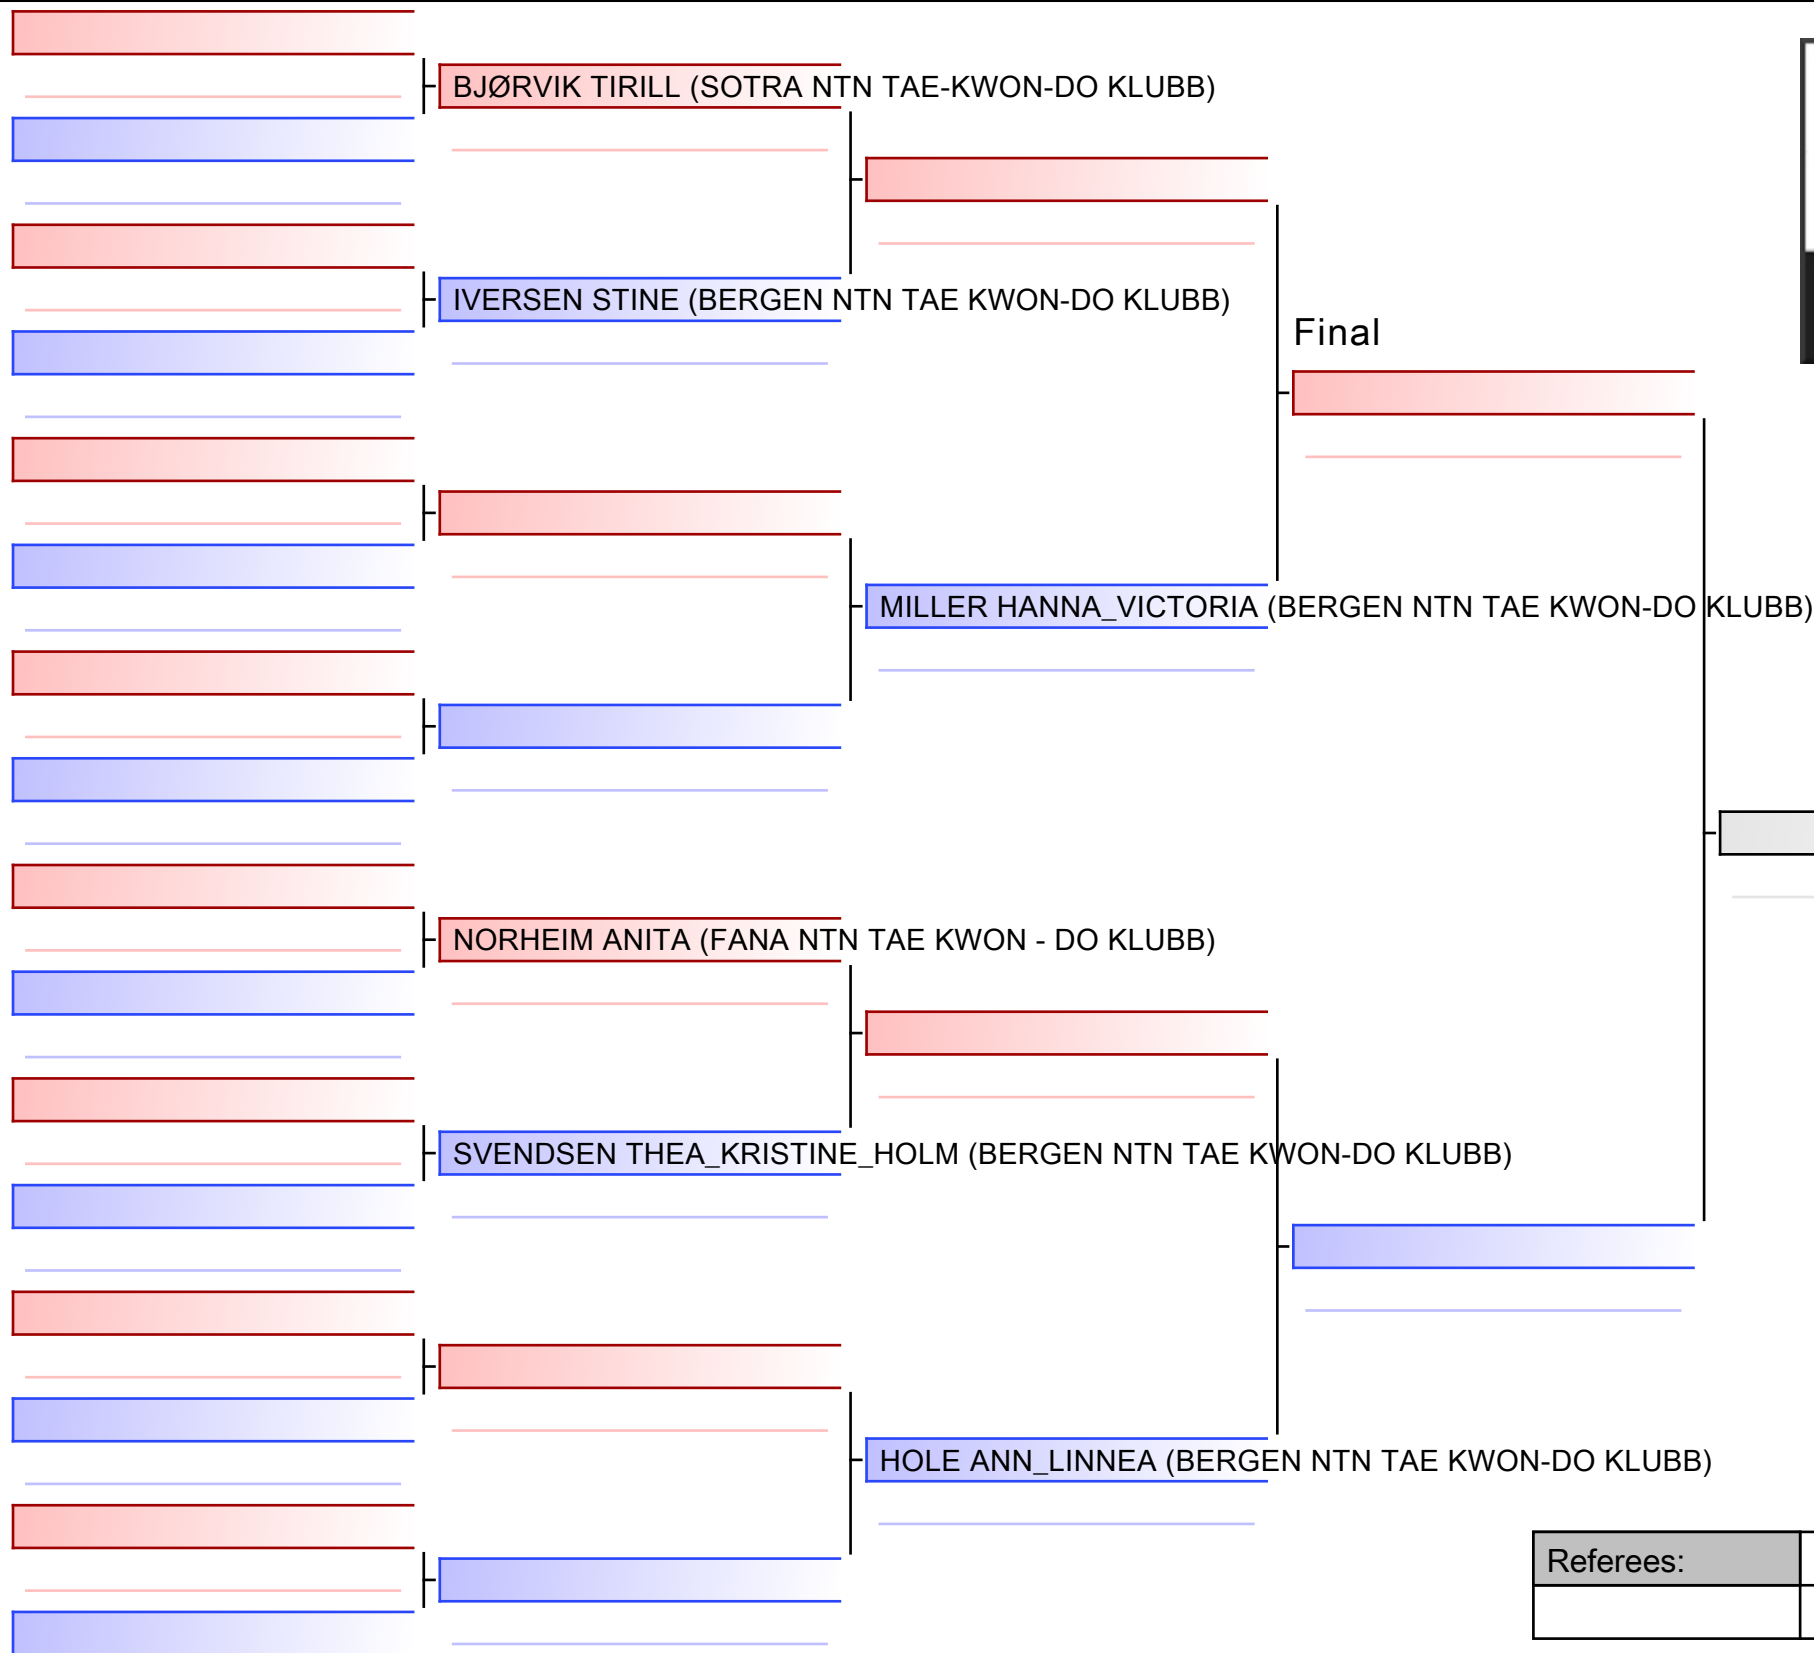 BJØRVIK TIRILL (SOTRA NTN TAE-KWON-DO KLUBB)
IVERSEN STINE (BERGEN NTN TAE KWON-DO KLUBB)
Final
MILLER HANNA_VICTORIA (BERGEN NTN TAE KWON-DO KLUBB)
NORHEIM ANITA (FANA NTN TAE KWON - DO KLUBB)
SVENDSEN THEA_KRISTINE_HOLM (BERGEN NTN TAE KWON-DO KLUBB)
HOLE ANN_LINNEA (BERGEN NTN TAE KWON-DO KLUBB)
Referees: